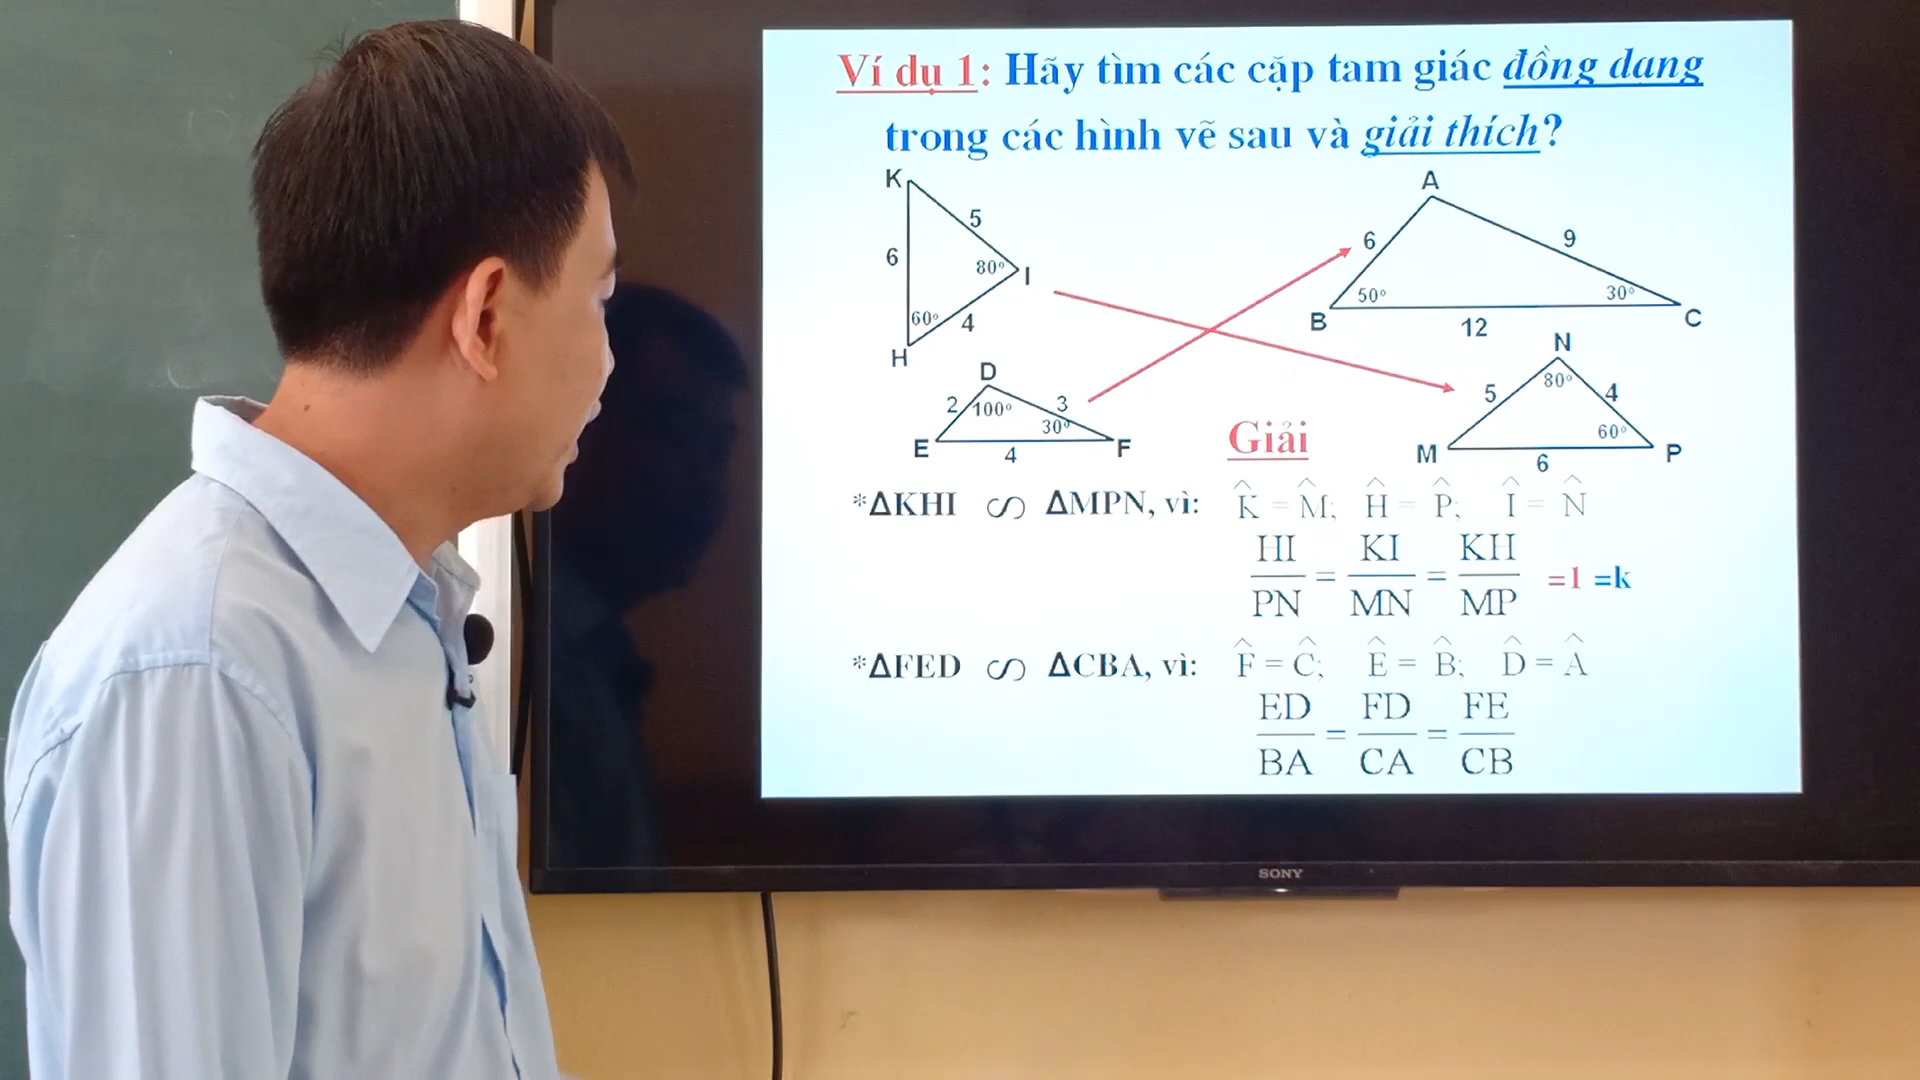 Ví dụ 1: Hãy tìm các cặp tam giác đồng dạng
trong các hình vẽ sau và giải thích?
K
5
6
80°
I
60°
4
H
A
6
9
50°
30°
B
12
C
D
2
100°
3
30°
E
4
F
N
5
80°
4
60°
M
6
P
Giải
*ΔKHI ∽ ΔMPN, vì: K̂ = M̂; Ĥ = P̂; Î = N̂
HI/PN = KI/MN = KH/MP =1 =k
*ΔFED ∽ ΔCBA, vì: F̂ = Ĉ; Ê = B̂; D̂ = Â
ED/BA = FD/CA = FE/CB
SONY